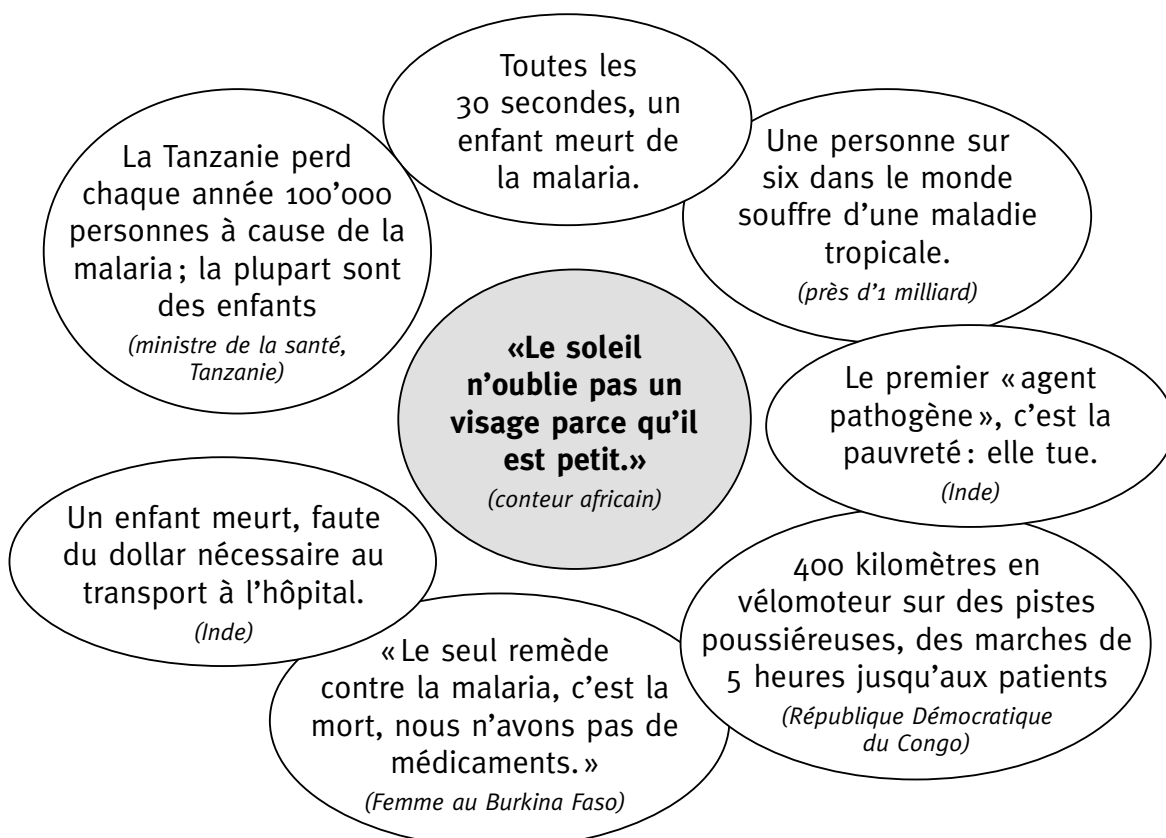 Toutes les
30 secondes, un
enfant meurt de
la malaria.
La Tanzanie perd
chaque année 100’000
personnes à cause de la
malaria ; la plupart sont
des enfants
(ministre de la santé,
Tanzanie)
Une personne sur
six dans le monde
souffre d’une maladie
tropicale.
(près d’1 milliard)
«Le soleil
n’oublie pas un
visage parce qu’il
est petit.»
(conteur africain)
Le premier « agent
pathogène », c’est la
pauvreté : elle tue.
(Inde)
Un enfant meurt, faute
du dollar nécessaire au
transport à l’hôpital.
(Inde)
400 kilomètres en
vélomoteur sur des pistes
poussiéreuses, des marches de
5 heures jusqu’aux patients
(République Démocratique
du Congo)
« Le seul remède
contre la malaria, c’est la
mort, nous n’avons pas de
médicaments. »
(Femme au Burkina Faso)